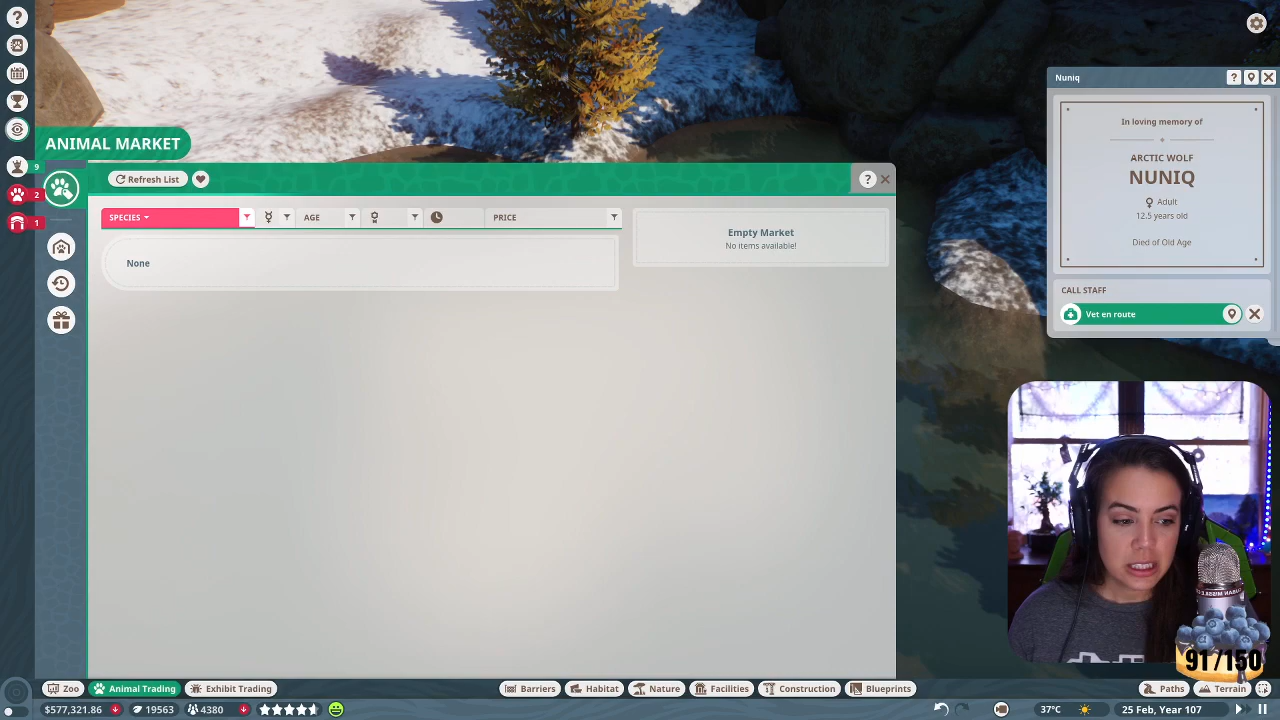 Nuniq
In loving memory of
ARCTIC WOLF
NUNIQ
Adult
12.5 years old
Died of Old Age
CALL STAFF
Vet en route
ANIMAL MARKET
9
2
1
Refresh List
SPECIES
AGE
PRICE
None
Empty Market
No items available!
91/150
Zoo
Animal Trading
Exhibit Trading
Barriers
Habitat
Nature
Facilities
Construction
Blueprints
Paths
Terrain
$577,321.86
19563
4380
37°C
25 Feb, Year 107